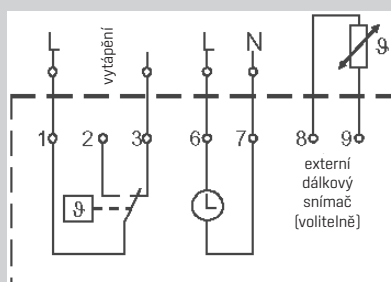 L vytápění L N ϑ
1 2 3 6 7 8 9
ϑ
externí
dálkový
snímač
(volitelně)